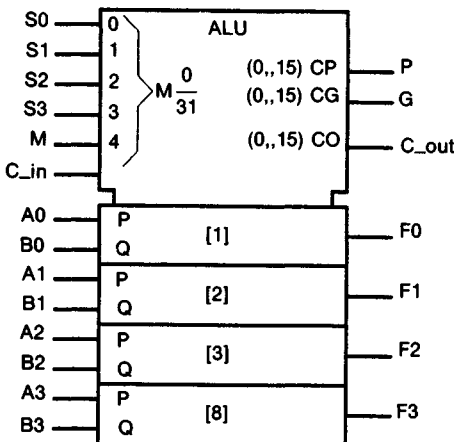 ALU
S0 0
S1 1
S2 2
S3 3
M 4
C_in
M 0/31
(0,,15) CP P
(0,,15) CG G
(0,,15) CO C_out
A0 P [1] F0
B0 Q
A1 P [2] F1
B1 Q
A2 P [3] F2
B2 Q
A3 P [8] F3
B3 Q